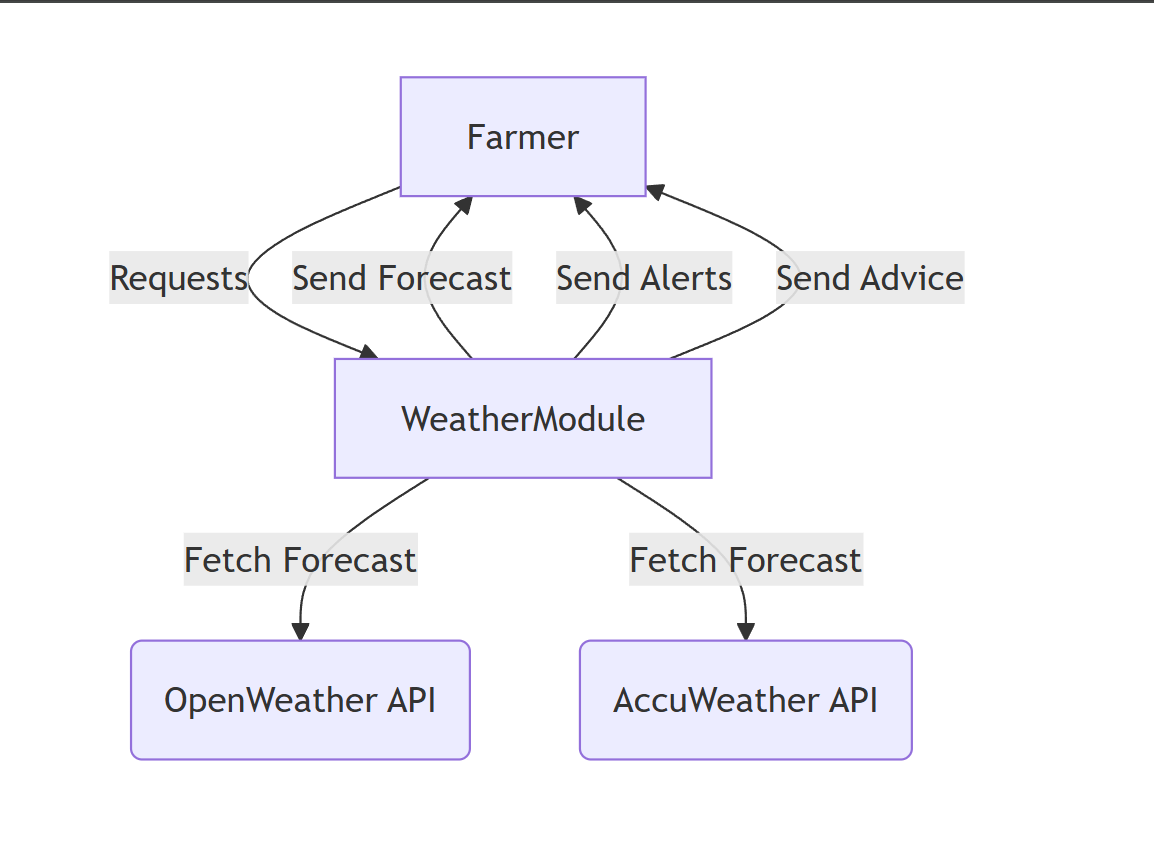 Farmer
Requests
Send Forecast
Send Alerts
Send Advice
WeatherModule
Fetch Forecast
Fetch Forecast
OpenWeather API
AccuWeather API